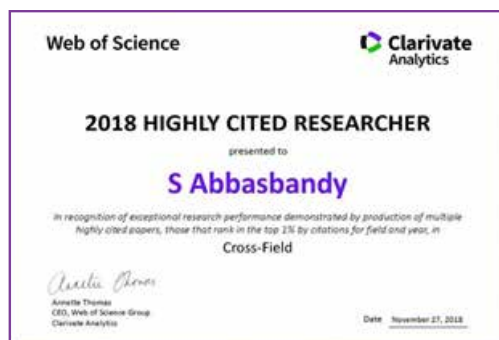 Web of Science
Clarivate
Analytics
2018 HIGHLY CITED RESEARCHER
presented to
S Abbasbandy
In recognition of exceptional research performance demonstrated by production of multiple
highly cited papers, those that rank in the top 1% by citations for field and year, in
Cross-Field
Annette Thomas
Annette Thomas
CEO, Web of Science Group
Clarivate Analytics
Date November 27, 2018